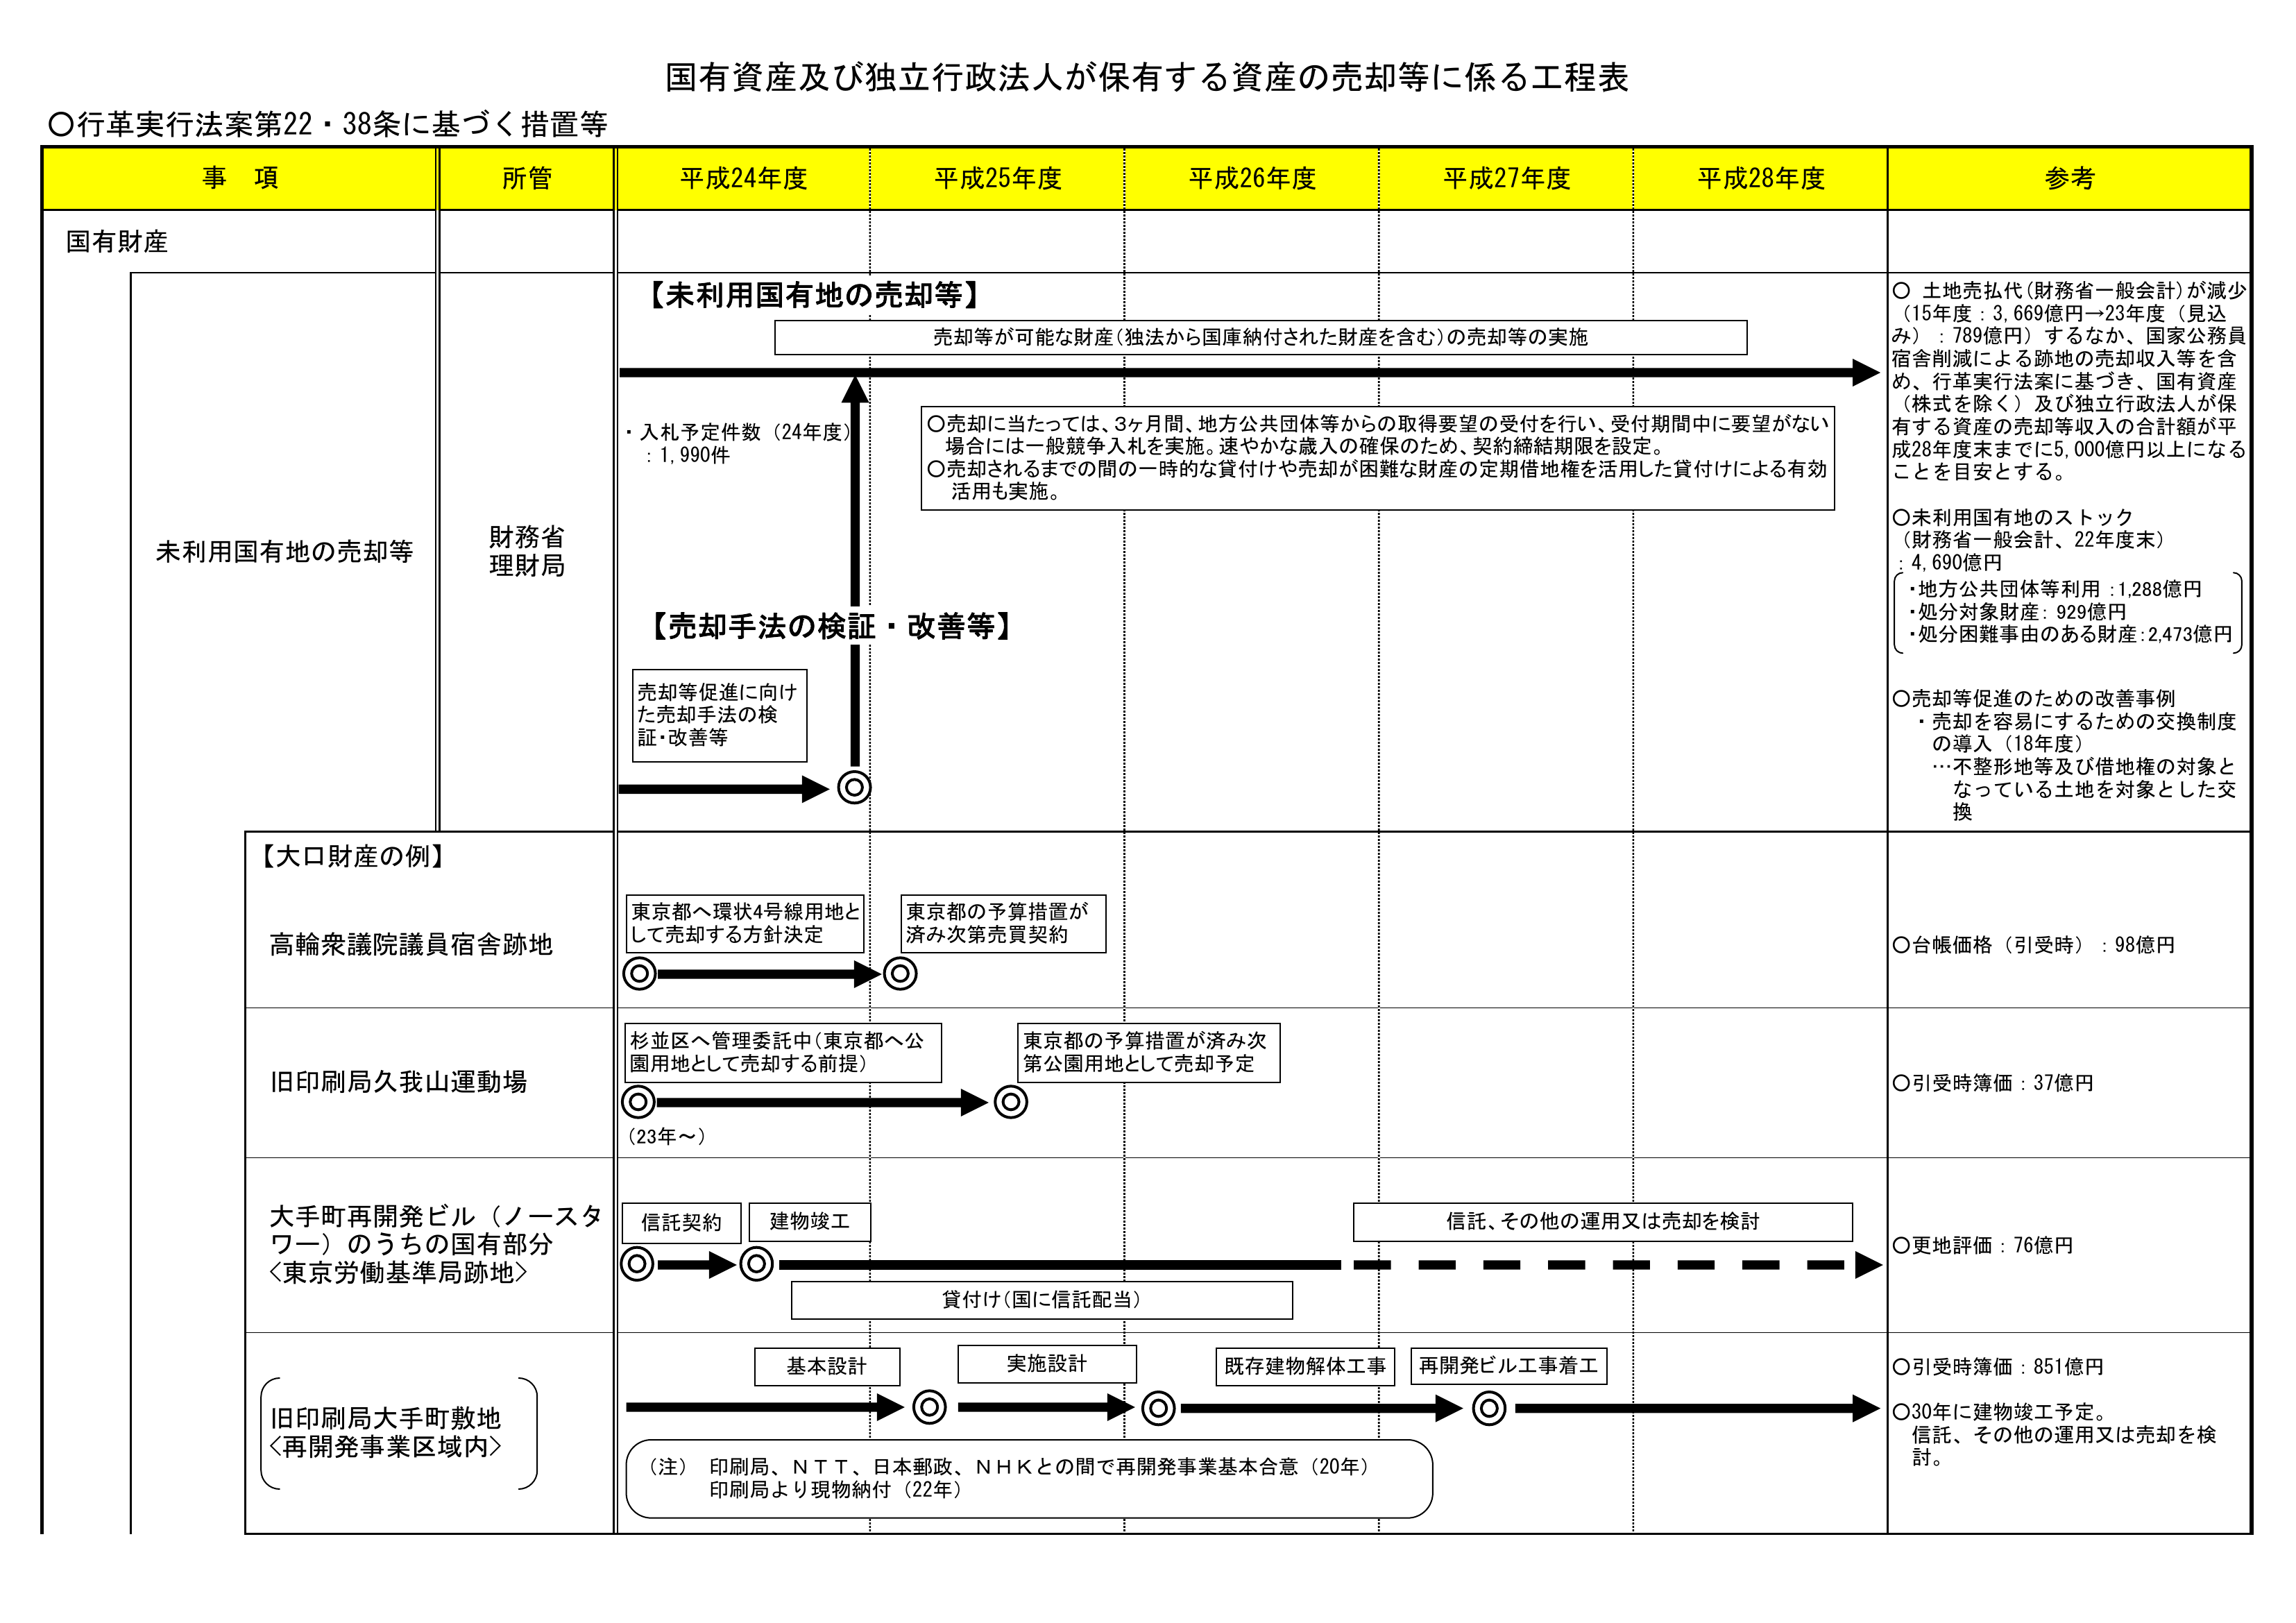 国有資産及び独立行政法人が保有する資産の売却等に係る工程表
〇行革実行法案第22・38条に基づく措置等
事　項
所管
平成24年度
平成25年度
平成26年度
平成27年度
平成28年度
参考
国有財産
未利用国有地の売却等
財務省
理財局
【未利用国有地の売却等】
売却等が可能な財産(独法から国庫納付された財産を含む)の売却等の実施
・入札予定件数（24年度）
：1,990件
〇売却に当たっては、3ヶ月間、地方公共団体等からの取得要望の受付を行い、受付期間中に要望がない
場合には一般競争入札を実施。速やかな歳入の確保のため、契約締結期限を設定。
〇売却されるまでの間の一時的な貸付けや売却が困難な財産の定期借地権を活用した貸付けによる有効
活用も実施。
【売却手法の検証・改善等】
売却等促進に向け
た売却手法の検
証・改善等
〇 土地売払代(財務省一般会計)が減少
（15年度：3,669億円→23年度（見込
み）：789億円）するなか、国家公務員
宿舎削減による跡地の売却収入等を含
め、行革実行法案に基づき、国有資産
（株式を除く）及び独立行政法人が保
有する資産の売却等収入の合計額が平
成28年度末までに5,000億円以上になる
ことを目安とする。
〇未利用国有地のストック
（財務省一般会計、22年度末）
：4,690億円
・地方公共団体等利用：1,288億円
・処分対象財産：929億円
・処分困難事由のある財産：2,473億円
〇売却等促進のための改善事例
・売却を容易にするための交換制度
の導入（18年度）
…不整形地等及び借地権の対象と
なっている土地を対象とした交
換
【大口財産の例】
高輪衆議院議員宿舎跡地
東京都へ環状4号線用地と
して売却する方針決定
東京都の予算措置が
済み次第売買契約
〇台帳価格（引受時）：98億円
旧印刷局久我山運動場
杉並区へ管理委託中(東京都へ公
園用地として売却する前提)
東京都の予算措置が済み次
第公園用地として売却予定
（23年～）
〇引受時簿価：37億円
大手町再開発ビル（ノースタ
ワー）のうちの国有部分
<東京労働基準局跡地>
信託契約
建物竣工
信託、その他の運用又は売却を検討
貸付け(国に信託配当)
〇更地評価：76億円
旧印刷局大手町敷地
<再開発事業区域内>
基本設計
実施設計
既存建物解体工事
再開発ビル工事着工
（注）　印刷局、ＮＴＴ、日本郵政、ＮＨＫとの間で再開発事業基本合意（20年）
印刷局より現物納付（22年）
〇引受時簿価：851億円
〇30年に建物竣工予定。
信託、その他の運用又は売却を検
討。